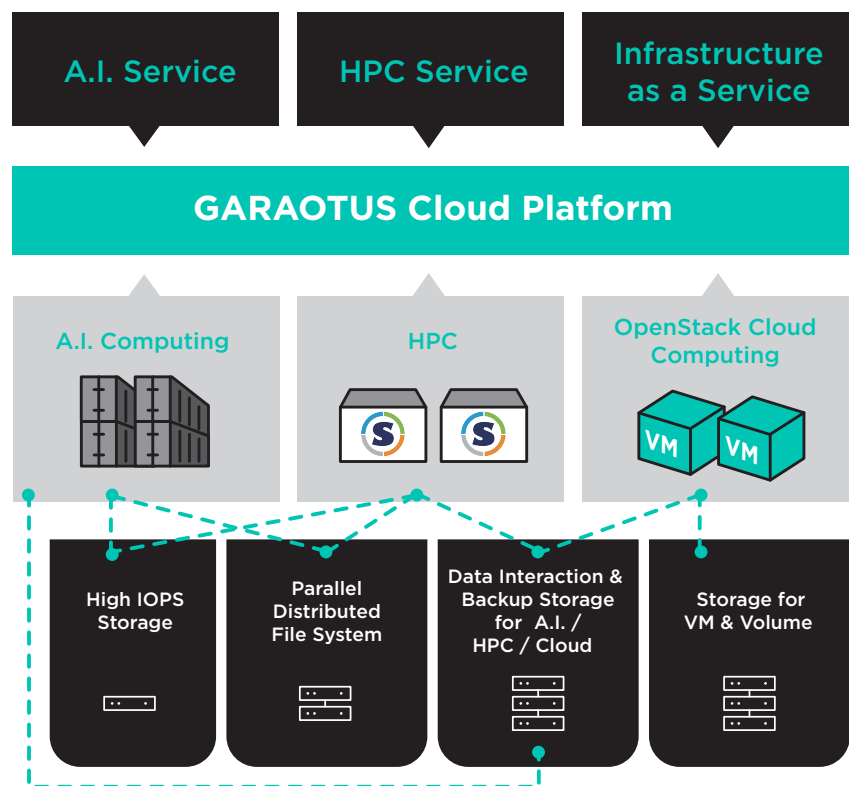 A.I. Service
HPC Service
Infrastructure
as a Service
GARAOTUS Cloud Platform
A.I. Computing
HPC
OpenStack Cloud
Computing
S
S
VM
VM
High IOPS
Storage
Parallel
Distributed
File System
Data Interaction &
Backup Storage
for A.I. /
HPC / Cloud
Storage for
VM & Volume